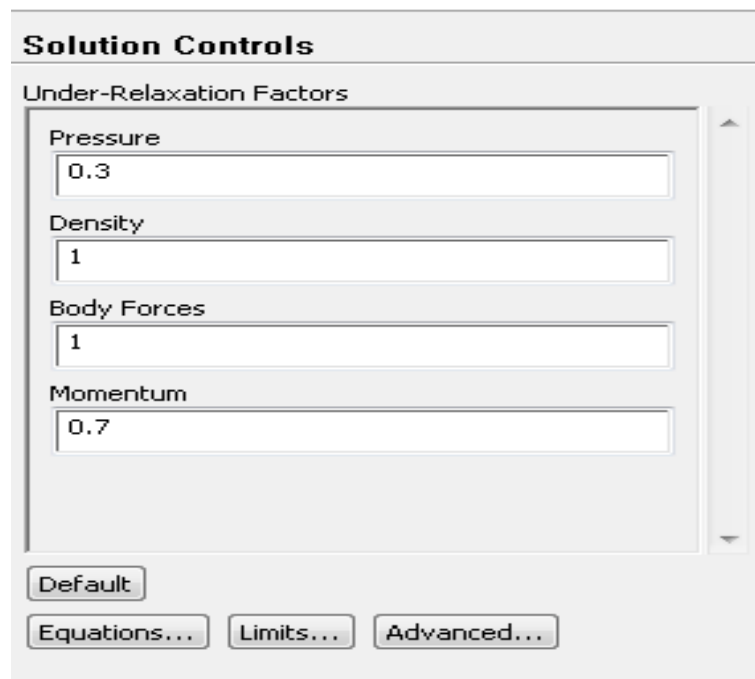 Solution Controls
Under-Relaxation Factors
Pressure
0.3
Density
1
Body Forces
1
Momentum
0.7
Default
Equations... Limits... Advanced...